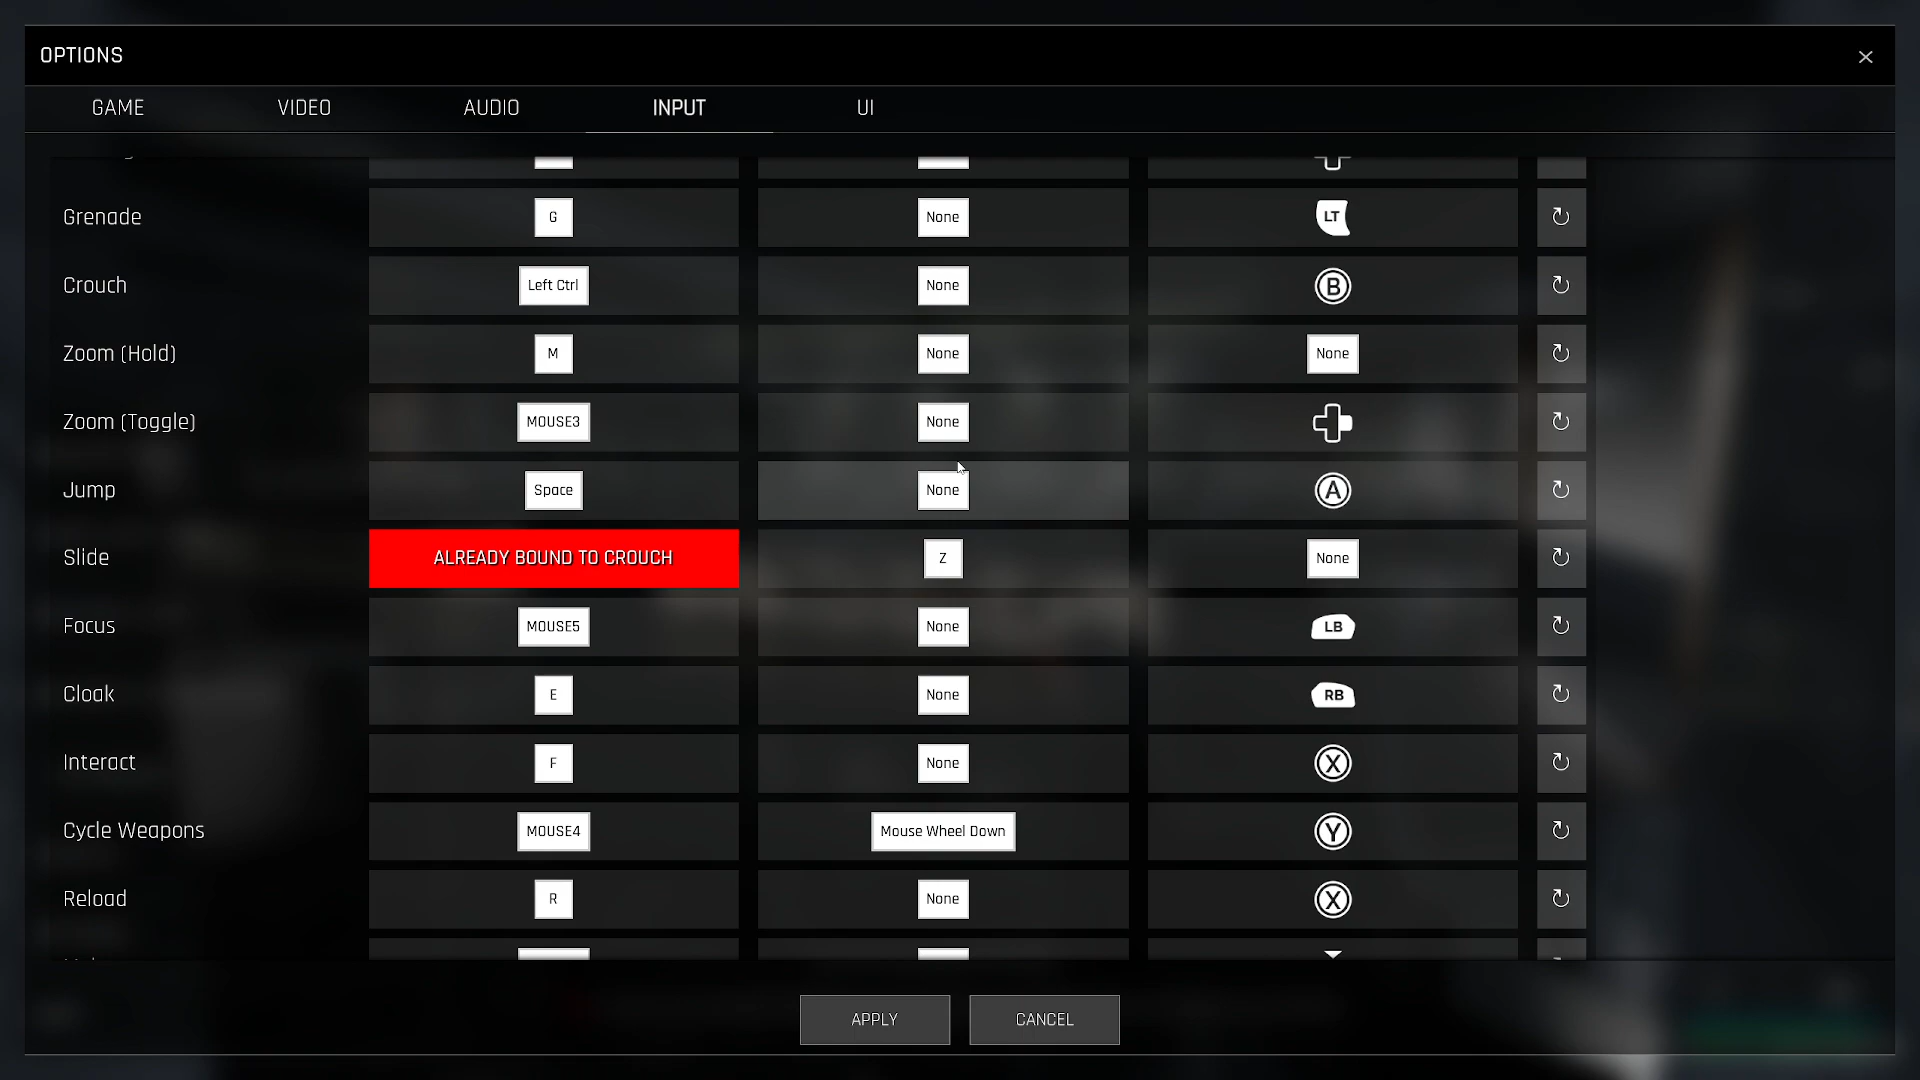 OPTIONS
GAME VIDEO AUDIO INPUT UI
Grenade G None LT
Crouch Left Ctrl None B
Zoom (Hold) M None None
Zoom (Toggle) MOUSE3 None
Jump Space None A
Slide ALREADY BOUND TO CROUCH Z None
Focus MOUSE5 None LB
Cloak E None RB
Interact F None X
Cycle Weapons MOUSE4 Mouse Wheel Down Y
Reload R None X
APPLY CANCEL